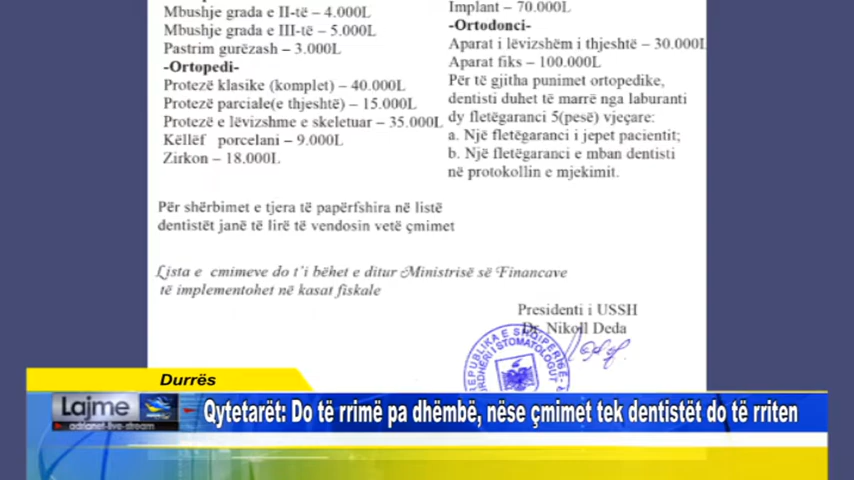 Mbushje grada e II-të – 4.000L
Mbushje grada e III-të – 5.000L
Pastrim gurëzash – 3.000L
-Ortopedi-
Protezë klasike (komplet) – 40.000L
Protezë parciale(e thjeshtë) – 15.000L
Protezë e lëvizshme e skeletuar – 35.000L
Këllëf porcelani – 9.000L
Zirkon – 18.000L
Implant – 70.000L
-Ortodonci-
Aparat i lëvizshëm i thjeshtë – 30.000L
Aparat fiks – 100.000L
Për të gjitha punimet ortopedike,
dentisti duhet të marrë nga laburanti
dy fletëgaranci 5(pesë) vjeçare:
a. Një fletëgaranci i jepet pacientit;
b. Një fletëgaranci e mban dentisti
në protokollin e mjekimit.
Për shërbimet e tjera të papërfshira në listë
dentistët janë të lirë të vendosin vetë çmimet
Lista e cmimeve do t'i bëhet e ditur Ministrisë së Financave
të implementohet në kasat fiskale
Presidenti i USSH
Dr. Nikoll Deda
REPUBLIKA E SHQIPERISE
Durrës
Lajme
adrianet-live-stream
Qytetarët: Do të rrimë pa dhëmbë, nëse çmimet tek dentistët do të rriten